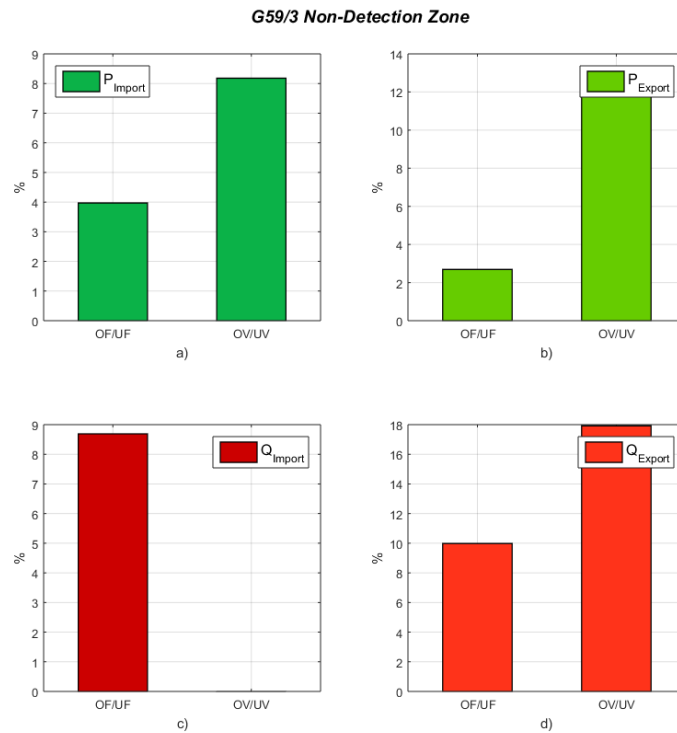 G59/3 Non-Detection Zone
9
8
7
6
5
4
3
2
1
0
%
P Import
OF/UF
OV/UV
a)
14
12
10
8
6
4
2
0
%
P Export
OF/UF
OV/UV
b)
9
8
7
6
5
4
3
2
1
0
%
Q Import
OF/UF
OV/UV
c)
18
16
14
12
10
8
6
4
2
0
%
Q Export
OF/UF
OV/UV
d)